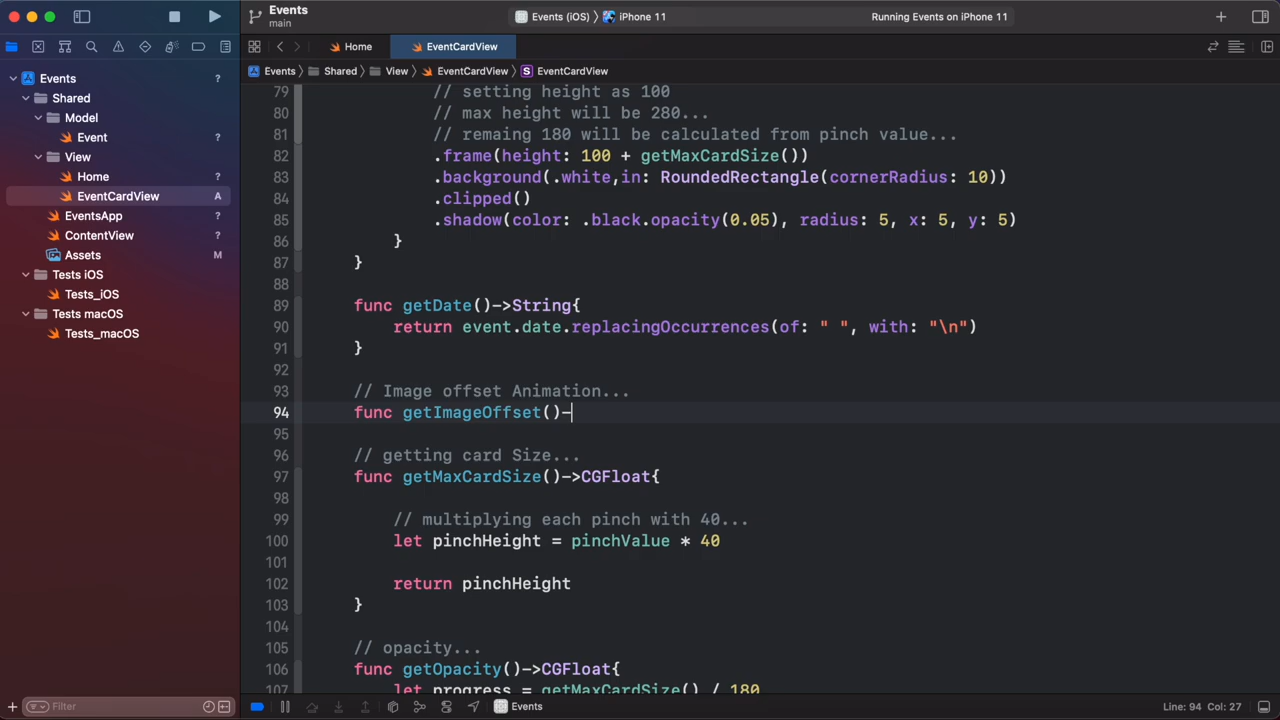 Events
main
Events (iOS) 〉 iPhone 11
Running Events on iPhone 11
Home
EventCardView
Events 〉 Shared 〉 View 〉 EventCardView 〉 S EventCardView
Events ?
Shared
Model
Event ?
View
Home ?
EventCardView A
EventsApp ?
ContentView ?
Assets M
Tests iOS
Tests_iOS
Tests macOS
Tests_macOS
Filter
79 // setting height as 100
80 // max height will be 280...
81 // remaing 180 will be calculated from pinch value...
82 .frame(height: 100 + getMaxCardSize())
83 .background(.white,in: RoundedRectangle(cornerRadius: 10))
84 .clipped()
85 .shadow(color: .black.opacity(0.05), radius: 5, x: 5, y: 5)
86 }
87 }
88
89 func getDate()->String{
90 return event.date.replacingOccurrences(of: " ", with: "\n")
91 }
92
93 // Image offset Animation...
94 func getImageOffset()-
95
96 // getting card Size...
97 func getMaxCardSize()->CGFloat{
98
99 // multiplying each pinch with 40...
100 let pinchHeight = pinchValue * 40
101
102 return pinchHeight
103 }
104
105 // opacity...
106 func getOpacity()->CGFloat{
107 let progress = getMaxCardSize() / 180
Events
Line: 94 Col: 27